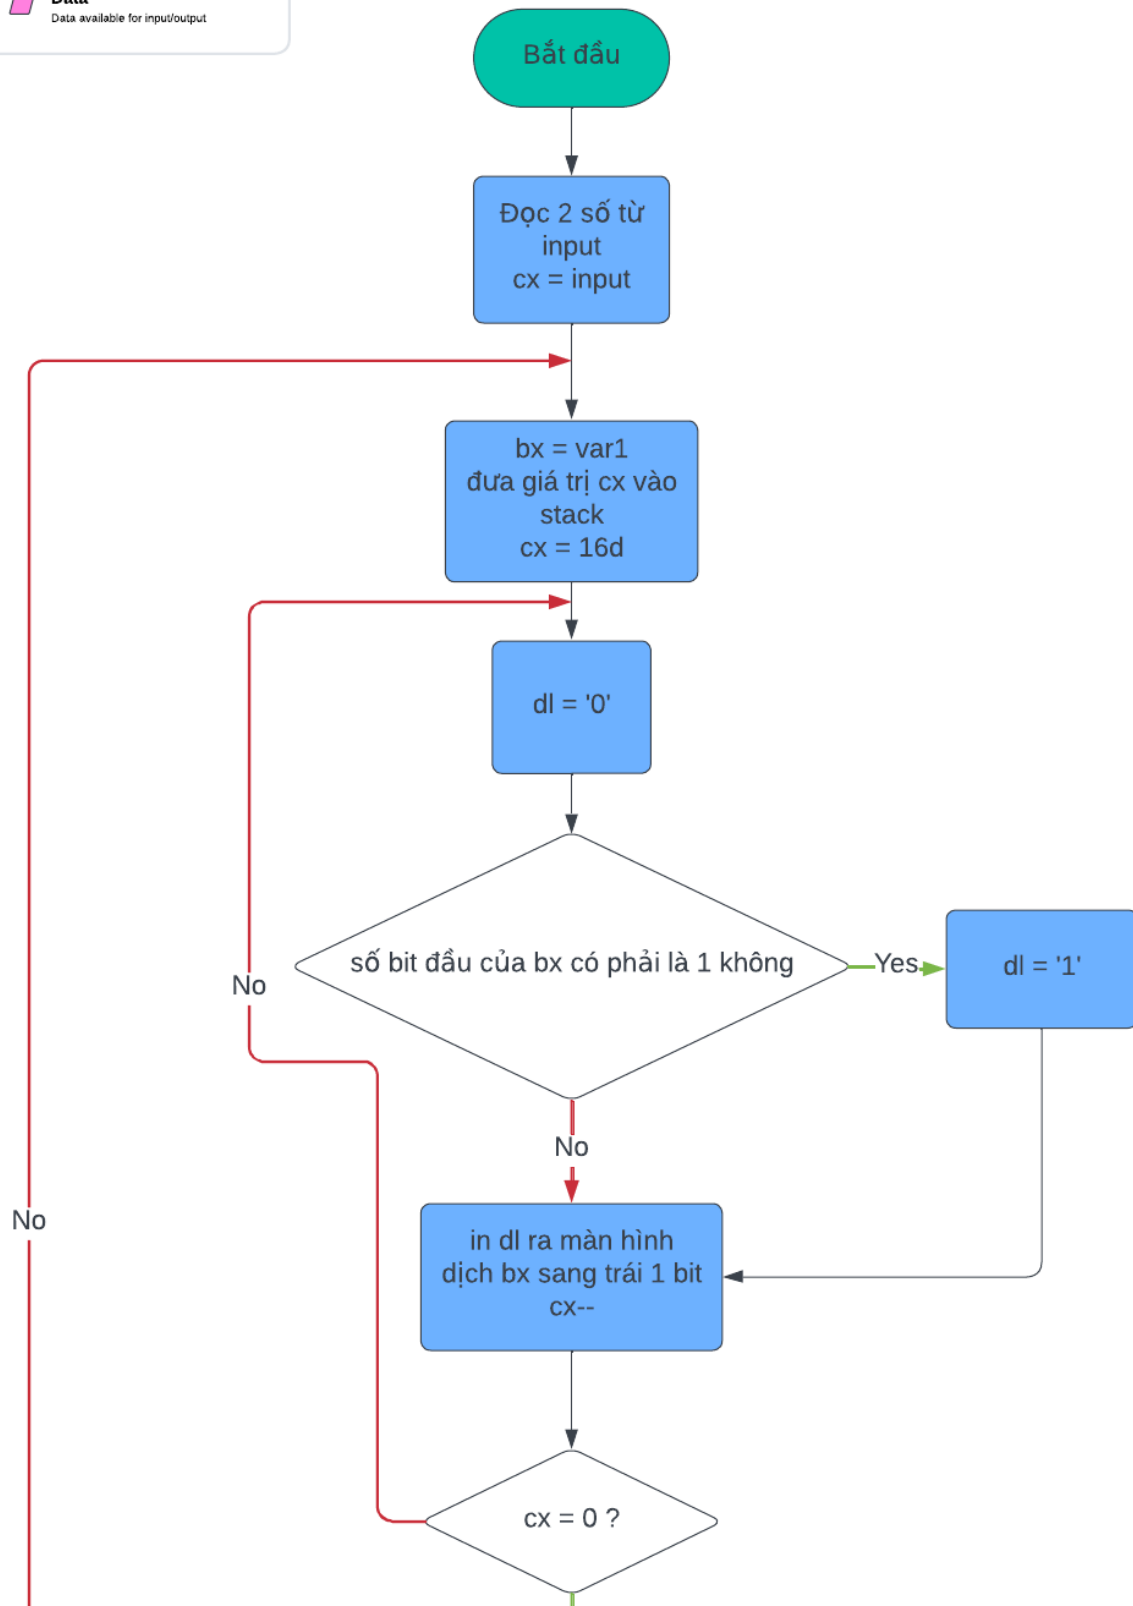 Data
Data available for input/output
Bắt đầu
Đọc 2 số từ
input
cx = input
bx = var1
đưa giá trị cx vào
stack
cx = 16d
dl = '0'
số bit đầu của bx có phải là 1 không
Yes
dl = '1'
No
No
No
in dl ra màn hình
dịch bx sang trái 1 bit
cx--
cx = 0 ?